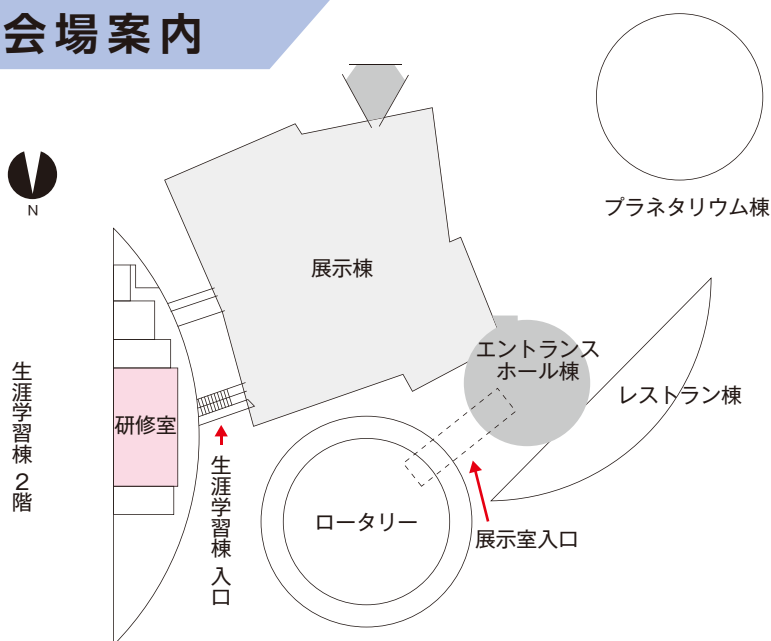 会場案内
N
プラネタリウム棟
展示棟
エントランス
ホール棟
レストラン棟
生涯学習棟 2階
研修室
生涯学習棟 入口
ロータリー
展示室入口